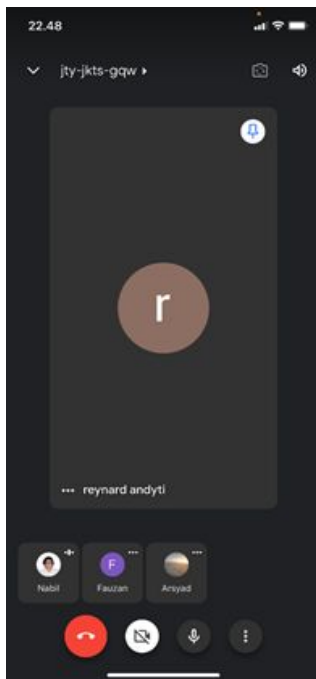 22.48
jty-jkts-gqw
r
reynard andyti
F
Nabil Fauzan Arsyad